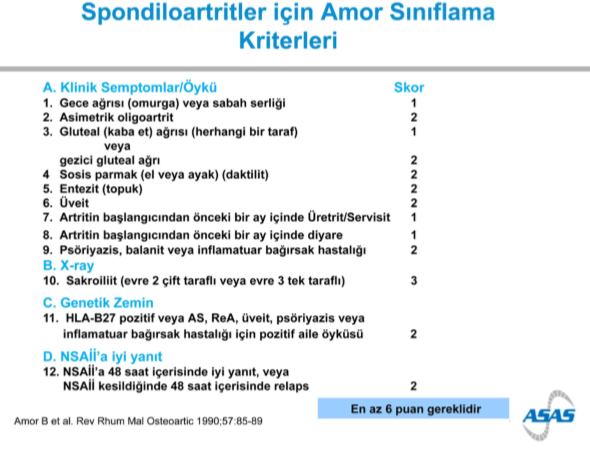 Spondiloartritler için Amor Sınıflama
Kriterleri
A. Klinik Semptomlar/Öykü Skor
1. Gece ağrısı (omurga) veya sabah serliği 1
2. Asimetrik oligoartrit 2
3. Gluteal (kaba et) ağrısı (herhangi bir taraf) 1
veya
gezici gluteal ağrı 2
4 Sosis parmak (el veya ayak) (daktilit) 2
5. Entezit (topuk) 2
6. Üveit 2
7. Artritin başlangıcından önceki bir ay içinde Üretrit/Servisit 1
8. Artritin başlangıcından önceki bir ay içinde diyare 1
9. Psöriyazis, balanit veya inflamatuar bağırsak hastalığı 2
B. X-ray
10. Sakroiliit (evre 2 çift taraflı veya evre 3 tek taraflı) 3
C. Genetik Zemin
11. HLA-B27 pozitif veya AS, ReA, üveit, psöriyazis veya
inflamatuar bağırsak hastalığı için pozitif aile öyküsü 2
D. NSAİİ'a iyi yanıt
12. NSAİİ'a 48 saat içerisinde iyi yanıt, veya
NSAİİ kesildiğinde 48 saat içerisinde relaps 2
En az 6 puan gereklidir
Amor B et al. Rev Rhum Mal Osteoartic 1990;57:85-89
ASAS